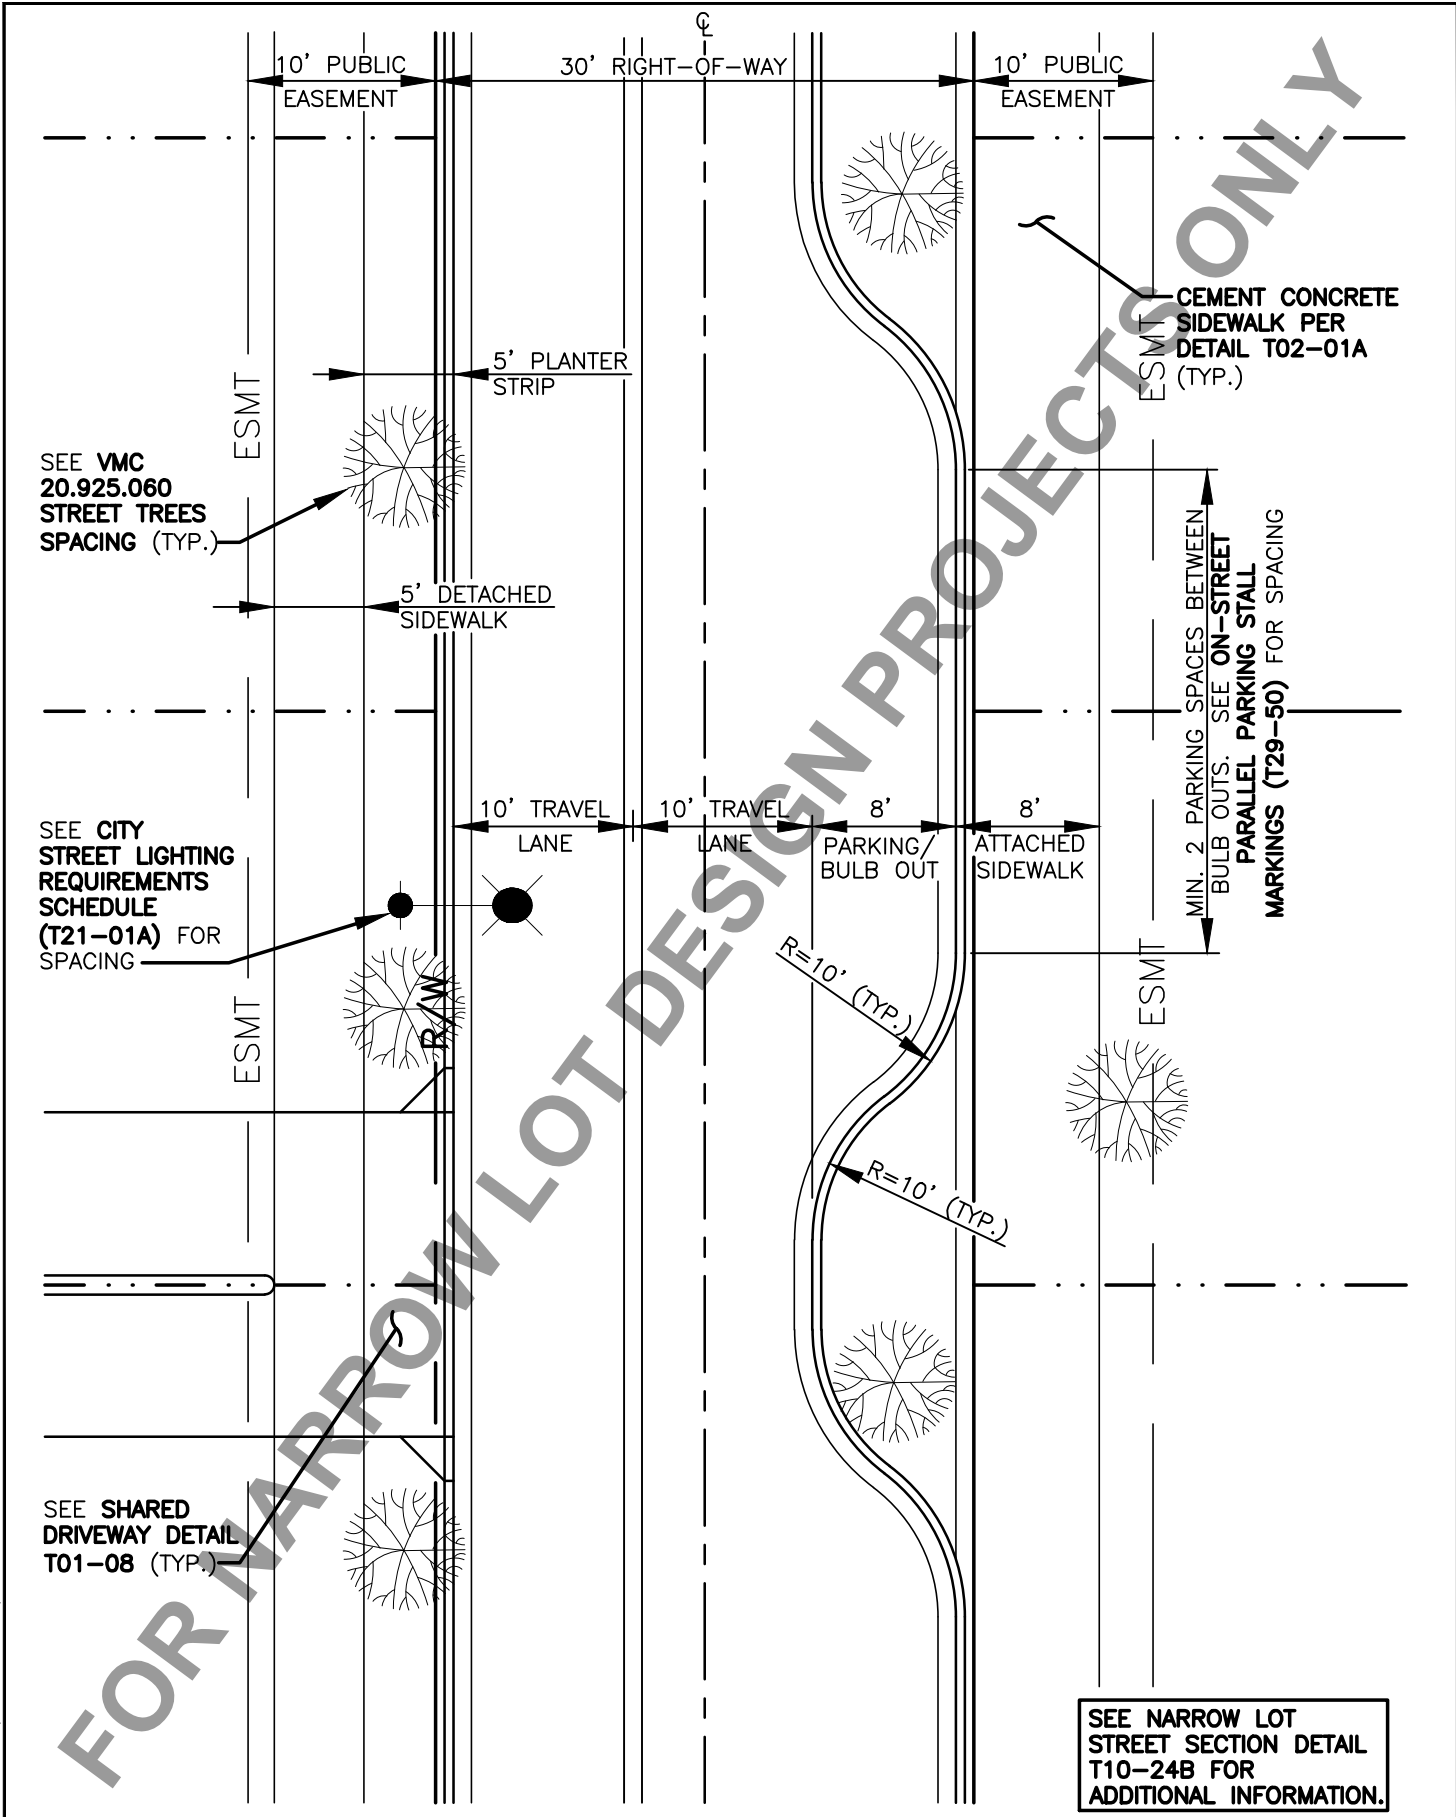 ℄
10' PUBLIC
EASEMENT
30' RIGHT-OF-WAY
10' PUBLIC
EASEMENT
CEMENT CONCRETE
SIDEWALK PER
DETAIL T02-01A
(TYP.)
ESMT
ESMT
5' PLANTER
STRIP
SEE VMC
20.925.060
STREET TREES
SPACING (TYP.)
5' DETACHED
SIDEWALK
MIN. 2 PARKING SPACES BETWEEN
BULB OUTS. SEE ON-STREET
PARALLEL PARKING STALL
MARKINGS (T29-50) FOR SPACING
10' TRAVEL
LANE
10' TRAVEL
LANE
8'
PARKING/
BULB OUT
8'
ATTACHED
SIDEWALK
SEE CITY
STREET LIGHTING
REQUIREMENTS
SCHEDULE
(T21-01A) FOR
SPACING
R=10' (TYP.)
ESMT
R/W
ESMT
R=10' (TYP.)
SEE SHARED
DRIVEWAY DETAIL
T01-08 (TYP.)
FOR NARROW LOT DESIGN PROJECTS ONLY
SEE NARROW LOT
STREET SECTION DETAIL
T10-24B FOR
ADDITIONAL INFORMATION.